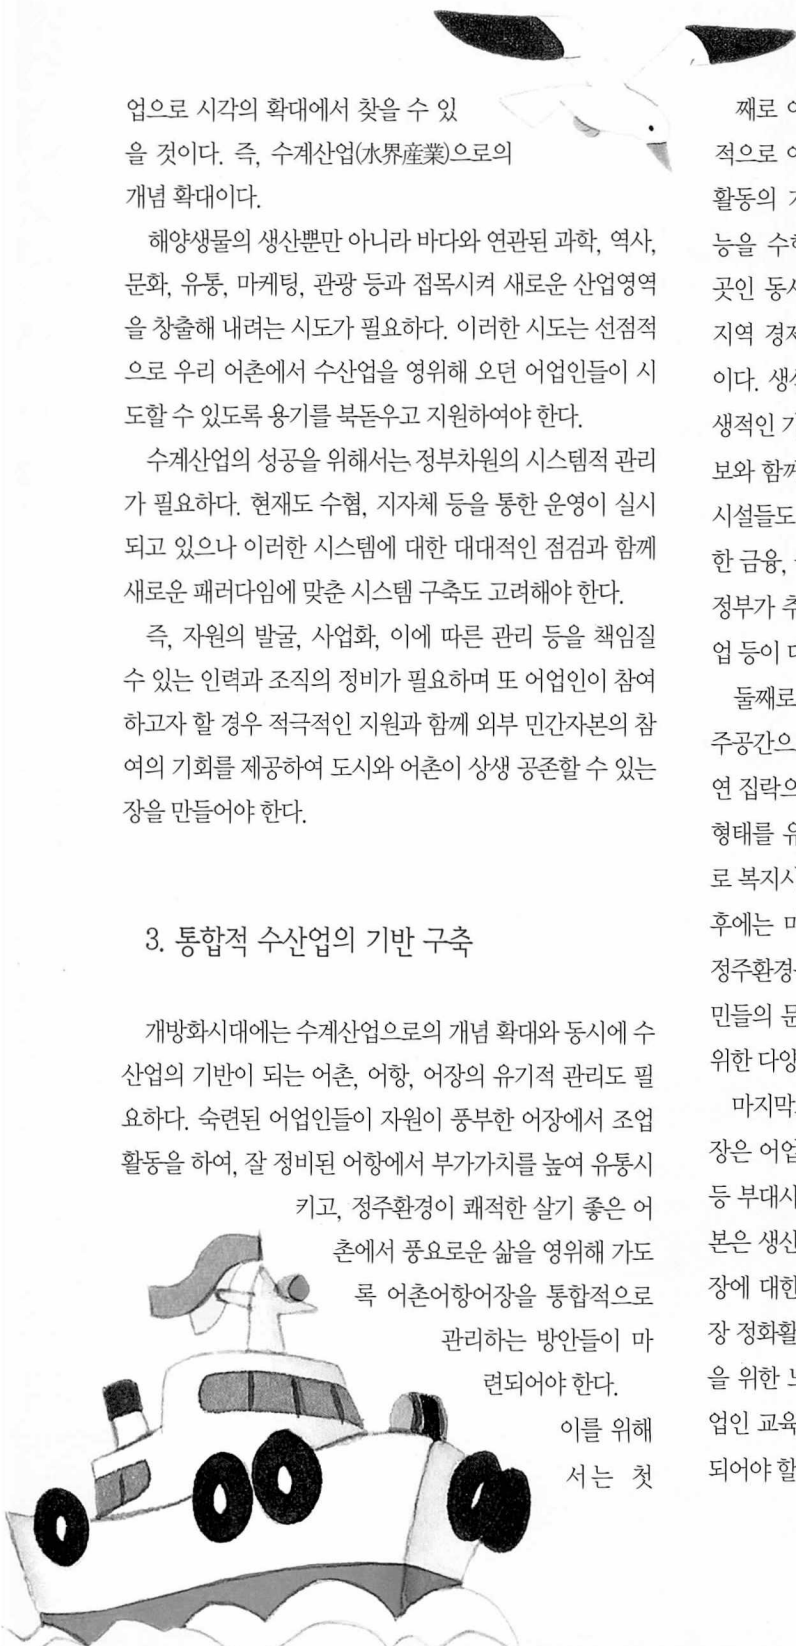 업으로 시각의 확대에서 찾을 수 있
을 것이다. 즉, 수계산업(水界産業)으로의
개념 확대이다.
해양생물의 생산뿐만 아니라 바다와 연관된 과학, 역사,
문화, 유통, 마케팅, 관광 등과 접목시켜 새로운 산업영역
을 창출해 내려는 시도가 필요하다. 이러한 시도는 선점적
으로 우리 어촌에서 수산업을 영위해 오던 어업인들이 시
도할 수 있도록 용기를 북돋우고 지원하여야 한다.
수계산업의 성공을 위해서는 정부차원의 시스템적 관리
가 필요하다. 현재도 수협, 지자체 등을 통한 운영이 실시
되고 있으나 이러한 시스템에 대한 대대적인 점검과 함께
새로운 패러다임에 맞춘 시스템 구축도 고려해야 한다.
즉, 자원의 발굴, 사업화, 이에 따른 관리 등을 책임질
수 있는 인력과 조직의 정비가 필요하며 또 어업인이 참여
하고자 할 경우 적극적인 지원과 함께 외부 민간자본의 참
여의 기회를 제공하여 도시와 어촌이 상생 공존할 수 있는
장을 만들어야 한다.
3. 통합적 수산업의 기반 구축
개방화시대에는 수계산업으로의 개념 확대와 동시에 수
산업의 기반이 되는 어촌, 어항, 어장의 유기적 관리도 필
요하다. 숙련된 어업인들이 자원이 풍부한 어장에서 조업
활동을 하여, 잘 정비된 어항에서 부가가치를 높여 유통시
키고, 정주환경이 쾌적한 살기 좋은 어
촌에서 풍요로운 삶을 영위해 가도
록 어촌어항어장을 통합적으로
관리하는 방안들이 마
련되어야 한다.
이를 위해
서는 첫
째로
적으로
활동의
능을
곳인
지역
이다.
생적인
보와
시설들도
한 금융,
정부가
업 등이
둘째로
주공간으
연 집락으
형태를
로
후에는
정주환경
민들의
위한
마지막
장은
등
본은
장에
장
을 위한
업인
되어야